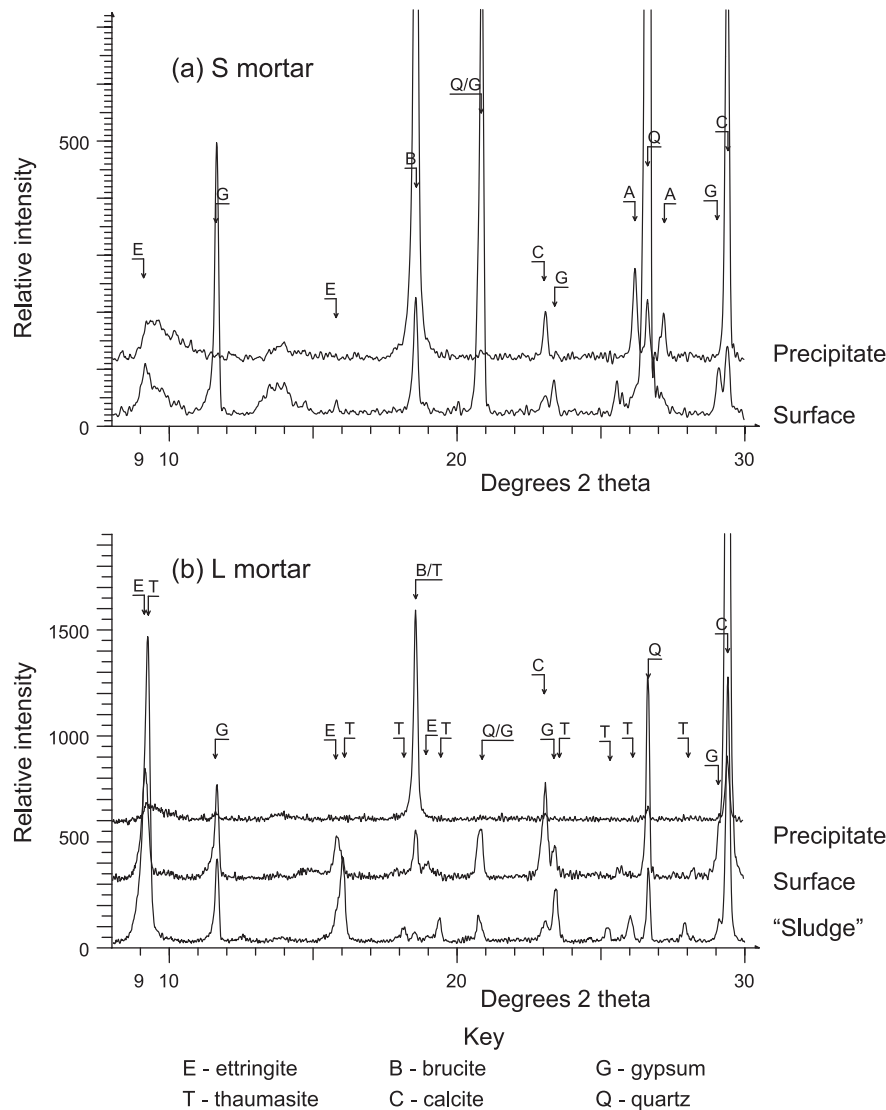 (a) S mortar
Relative intensity
500
0
E
G
E
B
Q/G
C
G
A
Q
A
G
C
Precipitate
Surface
9 10 20 30
Degrees 2 theta
(b) L mortar
Relative intensity
1500
1000
500
0
E T
G
E T
T
B/T
E T
Q/G
C
G T
T
T
Q
T
G
C
Precipitate
Surface
“Sludge”
9 10 20 30
Degrees 2 theta
Key
E - ettringite B - brucite G - gypsum
T - thaumasite C - calcite Q - quartz